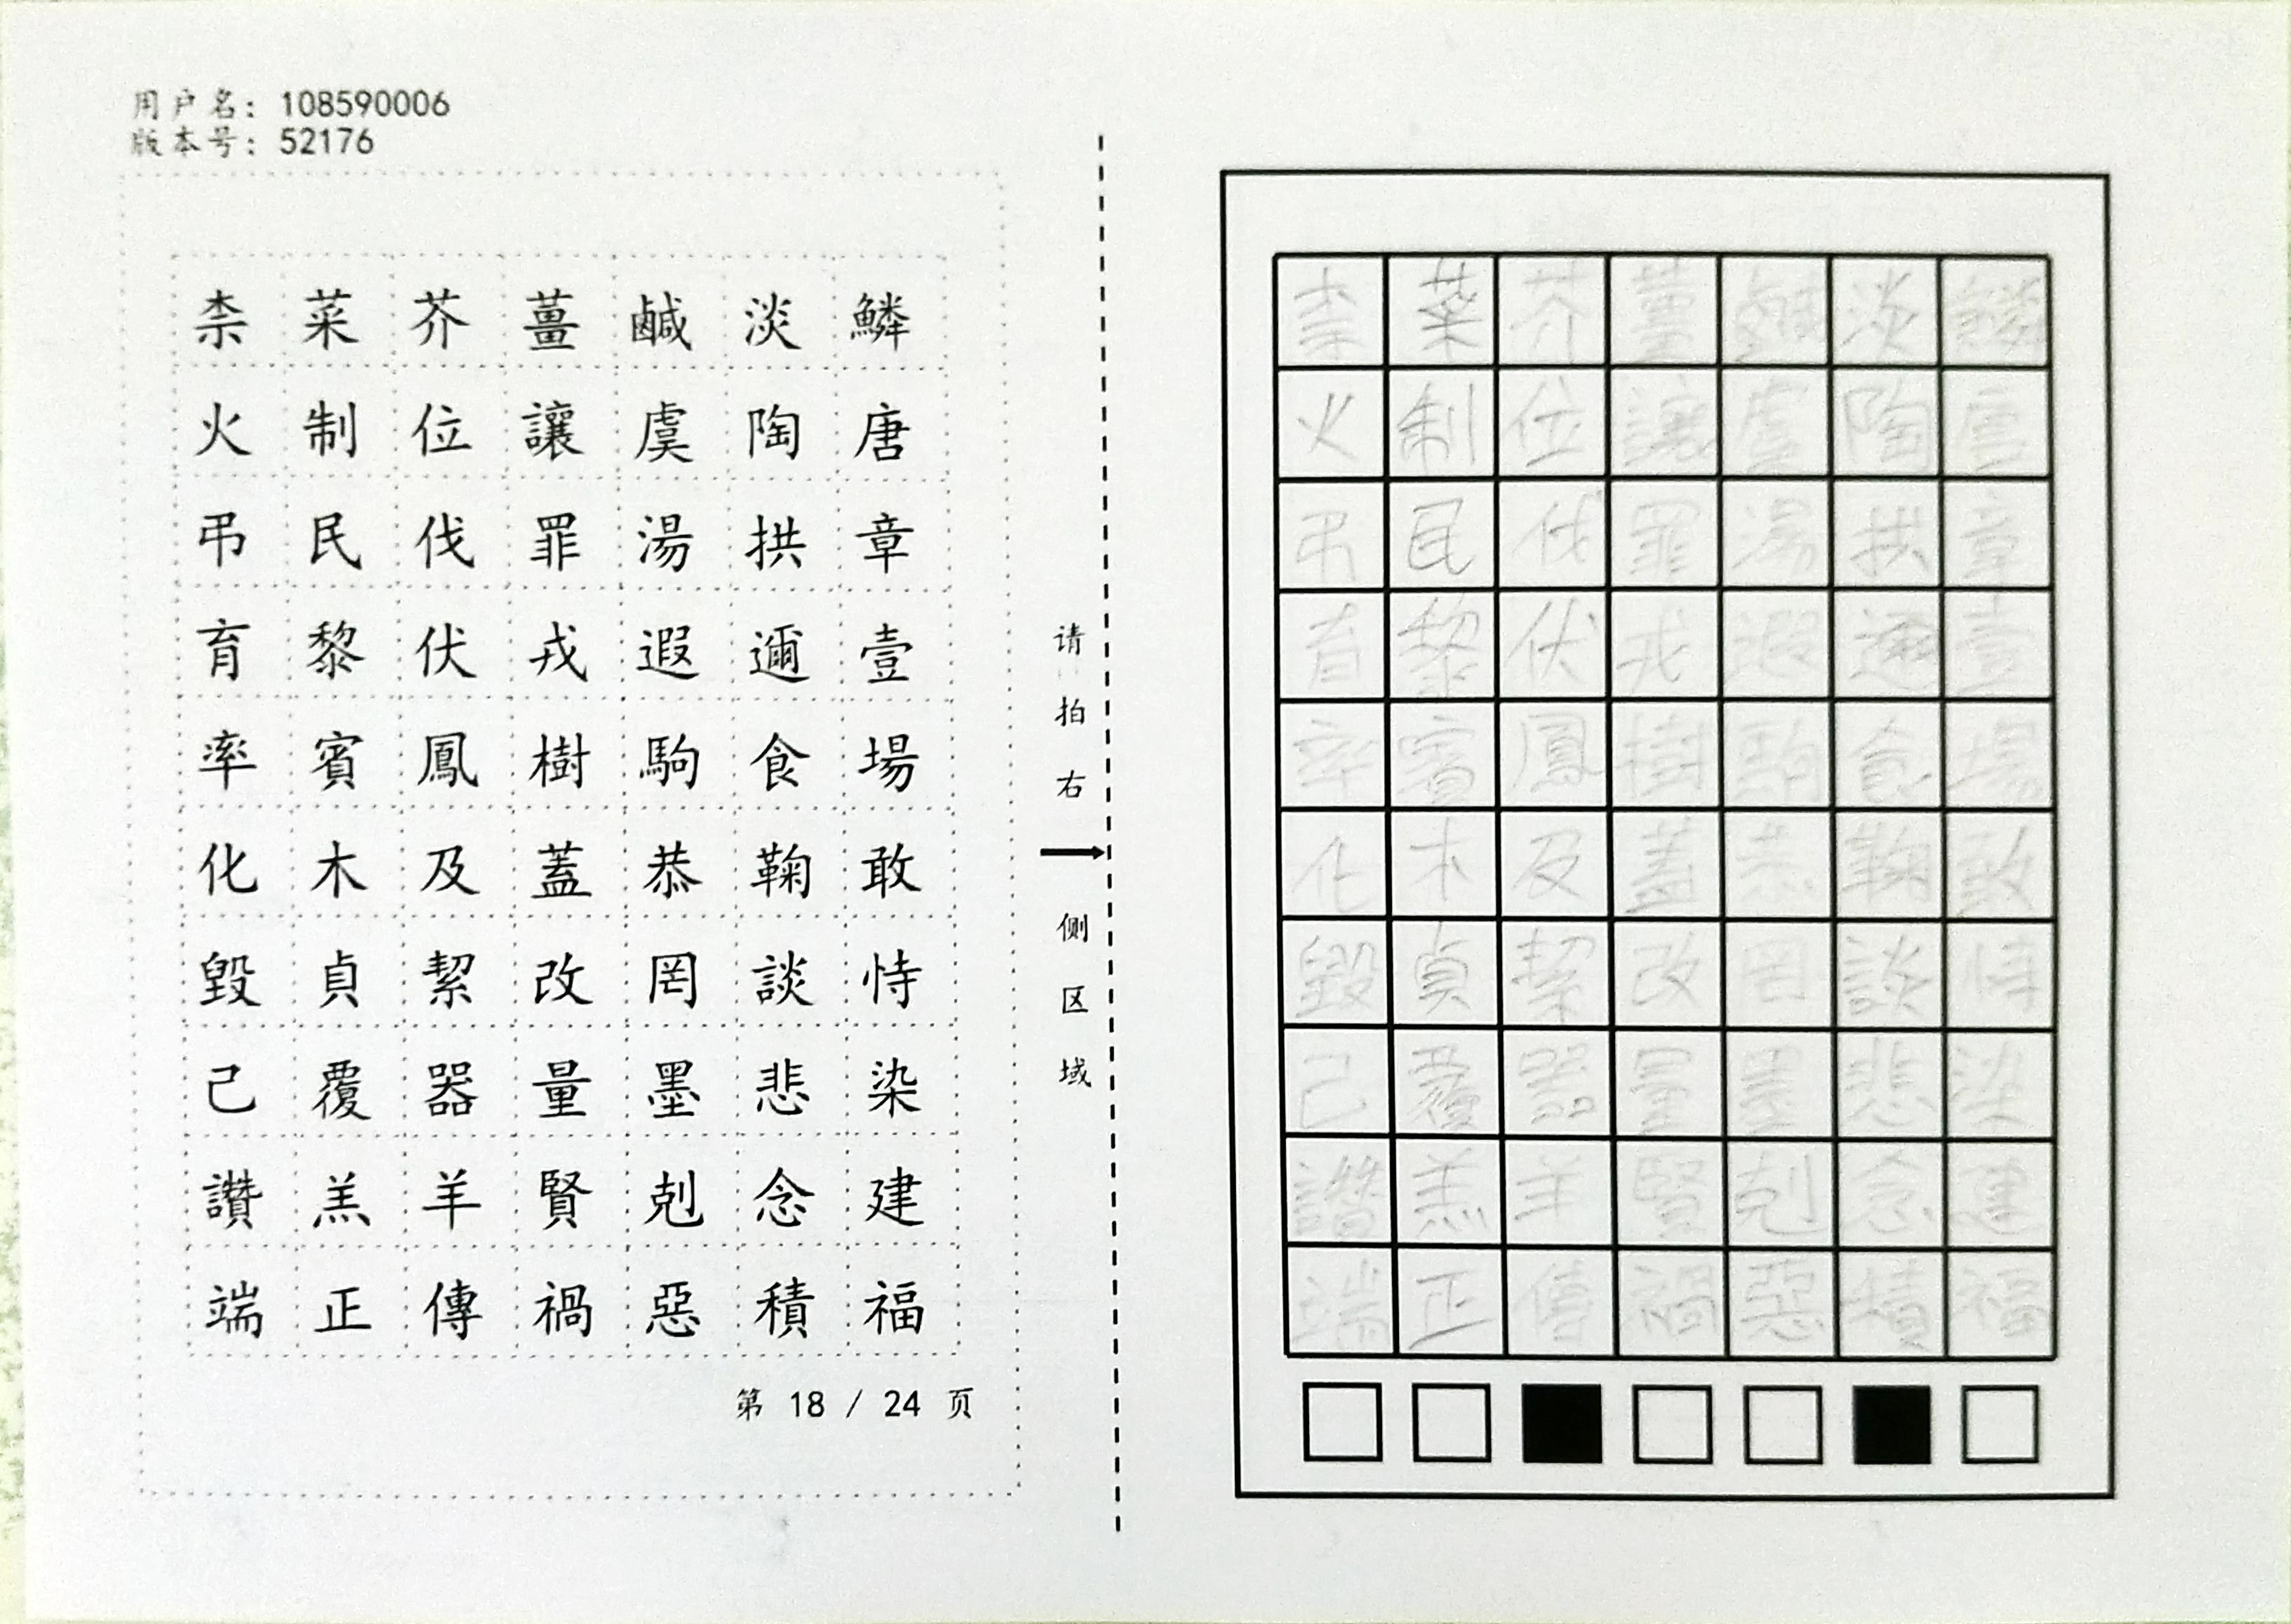 用户名: 108590006
版本号: 52176
柰菜芥薑鹹淡鱗
火制位讓虞陶唐
弔民伐罪湯拱章
育黎伏戎遐邇壹
率賓鳳樹駒食場
化木及蓋恭鞠敢
毀貞絜改罔談恃
己覆器量墨悲染
讚羔羊賢剋念建
端正傳禍惡積福
第 18 / 24 页
请拍右侧区域
柰菜芥薑鹹淡鱗
火制位讓虞陶唐
弔民伐罪湯拱章
育黎伏戎遐邇壹
率賓鳳樹駒食場
化木及蓋恭鞠敢
毀貞絜改罔談恃
己覆器量墨悲染
讚羔羊賢剋念建
端正傳禍惡積福